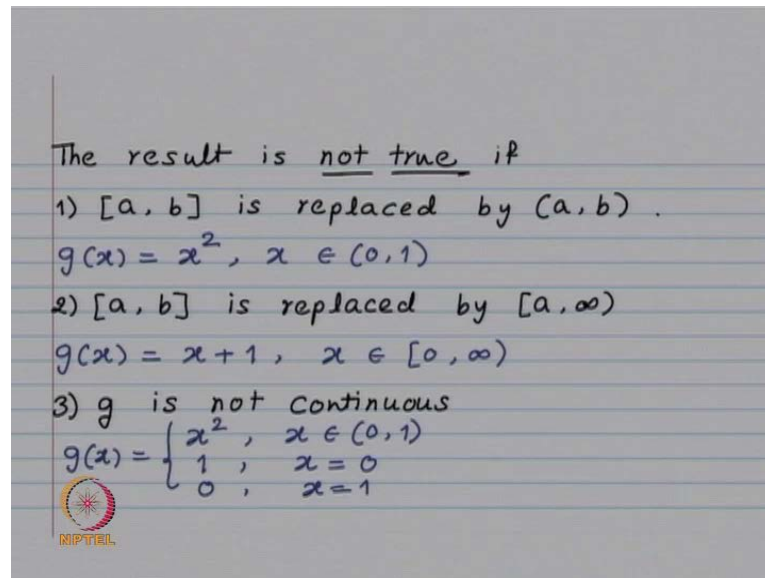 The result is not true if
1) [a, b] is replaced by (a, b) .
g(x) = x², x ∈ (0, 1)
2) [a, b] is replaced by [a, ∞)
g(x) = x + 1 , x ∈ [0, ∞)
3) g is not continuous
g(x) = { x² , x ∈ (0, 1)
1 , x = 0
0 , x = 1
NPTEL